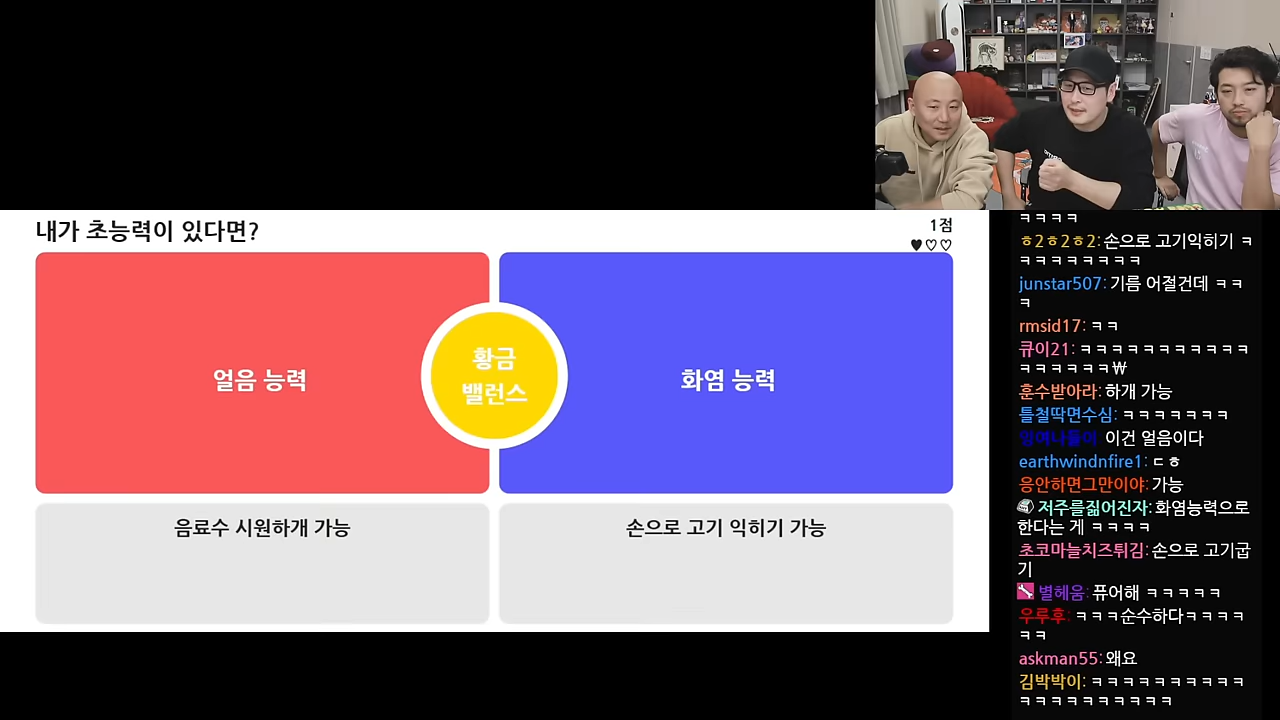 내가 초능력이 있다면?
1점
♥♡♡
얼음 능력
황금
밸런스
화염 능력
음료수 시원하게 가능
손으로 고기 익히기 가능
ㅋㅋㅋㅋ
ㅎ2ㅎ2ㅎ2: 손으로 고기익히기 ㅋ
ㅋㅋㅋㅋㅋㅋㅋㅋ
junstar507: 기름 어절건데 ㅋㅋ
ㅋ
rmsid17: ㅋㅋ
큐이21: ㅋㅋㅋㅋㅋㅋㅋㅋㅋㅋㅋ
ㅋㅋㅋㅋㅋㅋ₩
훈수받아라: 하개 가능
틀철딱면수심: ㅋㅋㅋㅋㅋㅋㅋ
이건 얼음이다
earthwindnfire1: ㄷㅎ
응안하면그만이야: 가능
저주를짊어진자: 화염능력으로
한다는 게 ㅋㅋㅋㅋ
초코마늘치즈튀김: 손으로 고기굽
기
별헤움: 퓨어해 ㅋㅋㅋㅋㅋ
우루후: ㅋㅋㅋ순수하다ㅋㅋㅋㅋ
ㅋㅋ
askman55: 왜요
김박박이: ㅋㅋㅋㅋㅋㅋㅋㅋㅋㅋ
ㅋㅋㅋㅋㅋㅋㅋㅋㅋㅋ